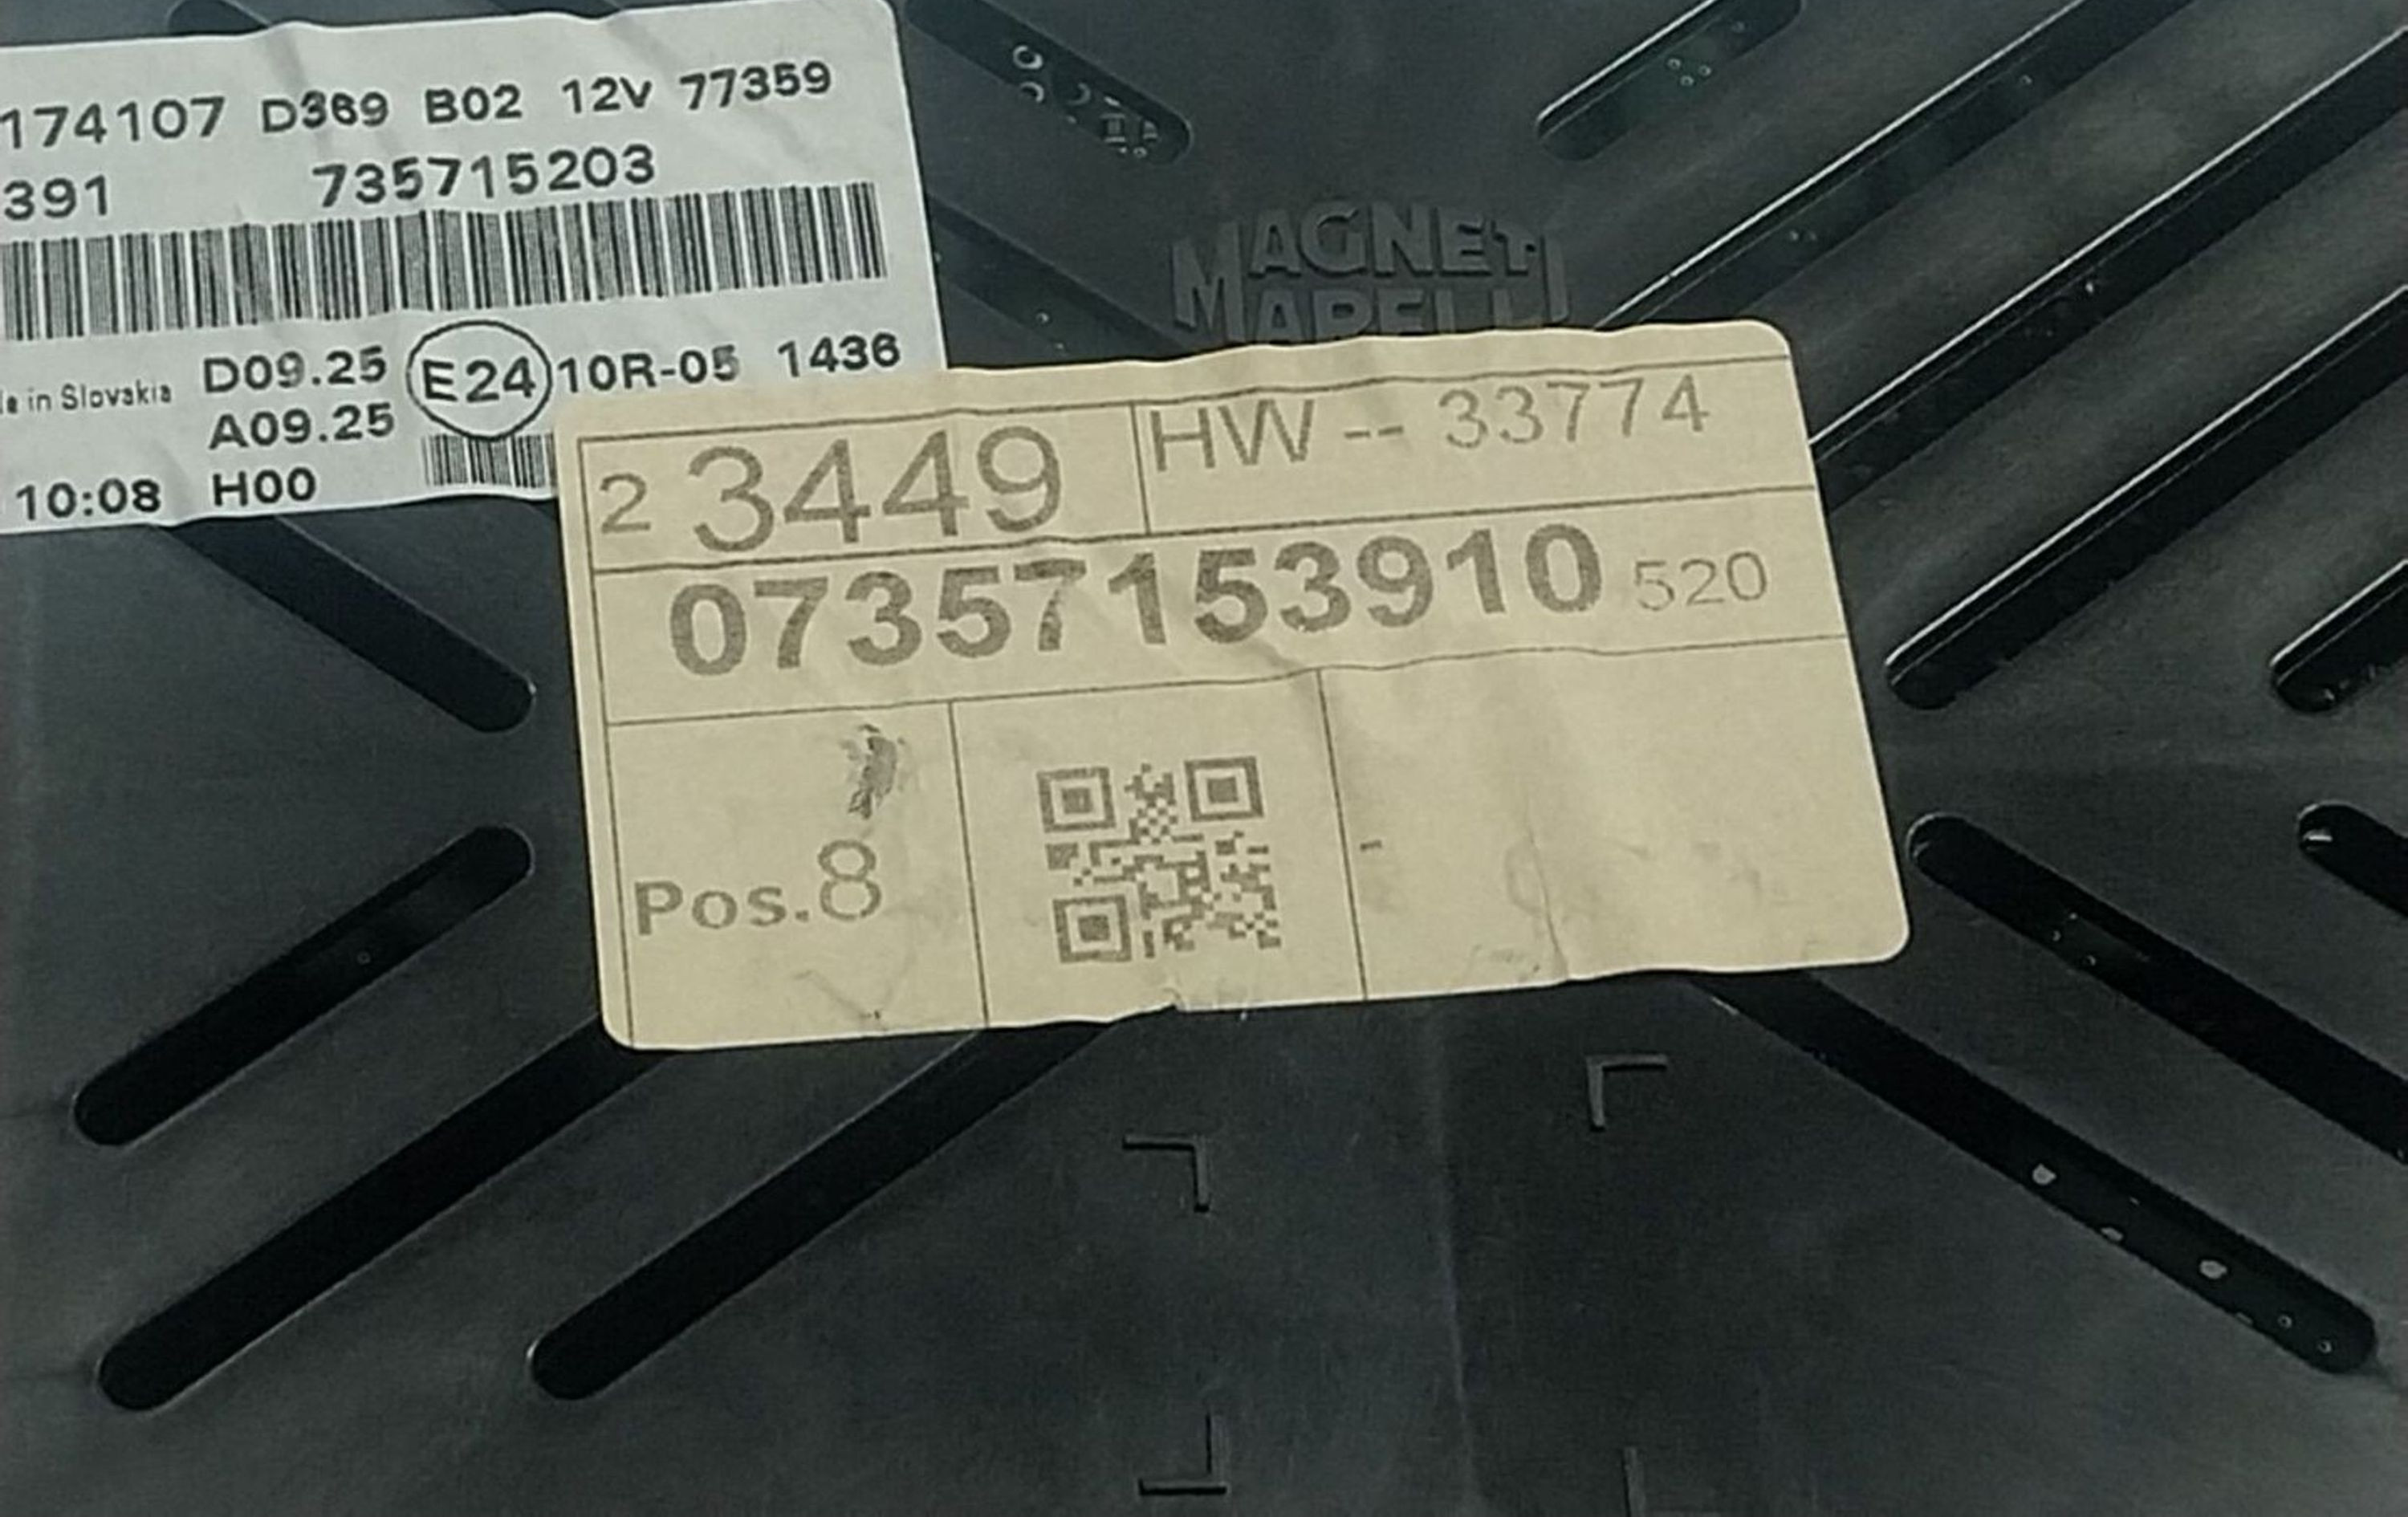 174107 D369 B02 12V 77359
391 735715203
MAGNETI
MARELLI
in Slovakia D09.25 E24 10R-05 1436
A09.25
10:08 H00
2 3449 HW -- 33774
07357153910 520
Pos.8
-